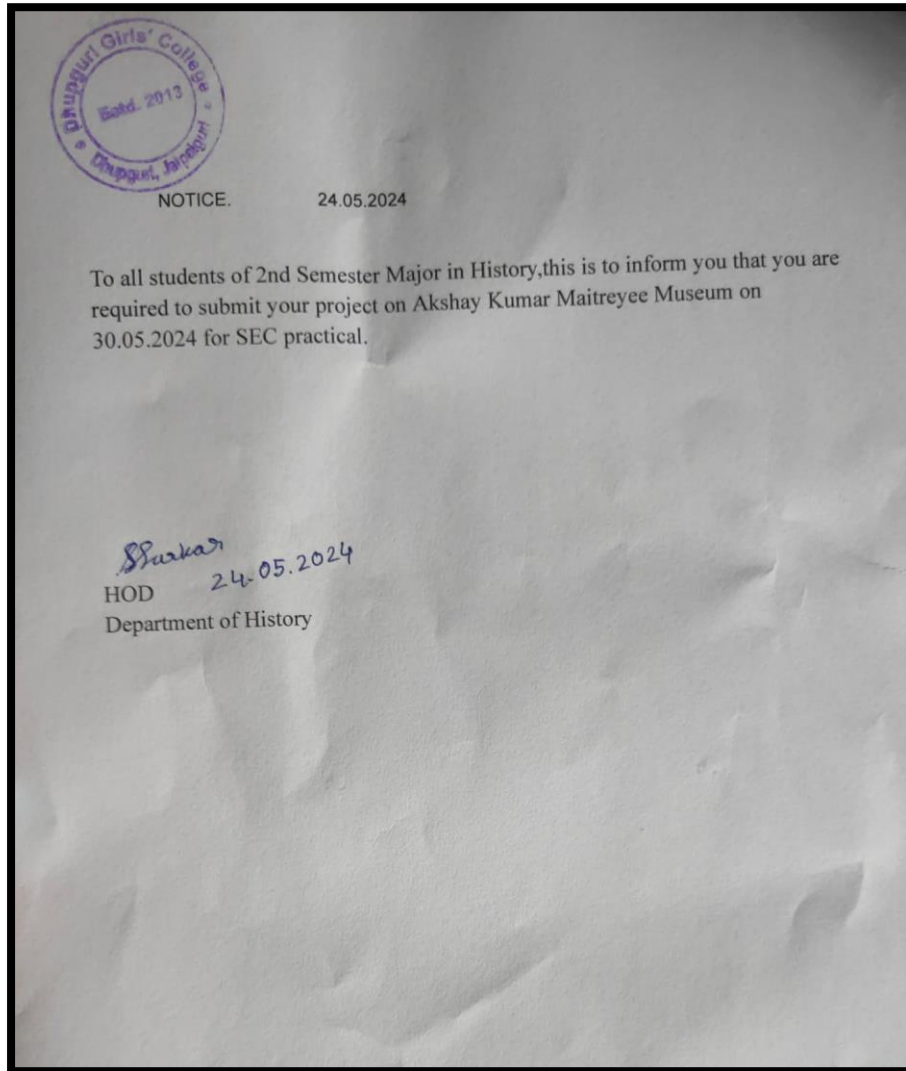 Dhupguri Girls' College
Estd. 2013
Dhupguri, Jalpaiguri
NOTICE. 24.05.2024
To all students of 2nd Semester Major in History,this is to inform you that you are
required to submit your project on Akshay Kumar Maitreyee Museum on
30.05.2024 for SEC practical.
SSarkar
24.05.2024
HOD
Department of History